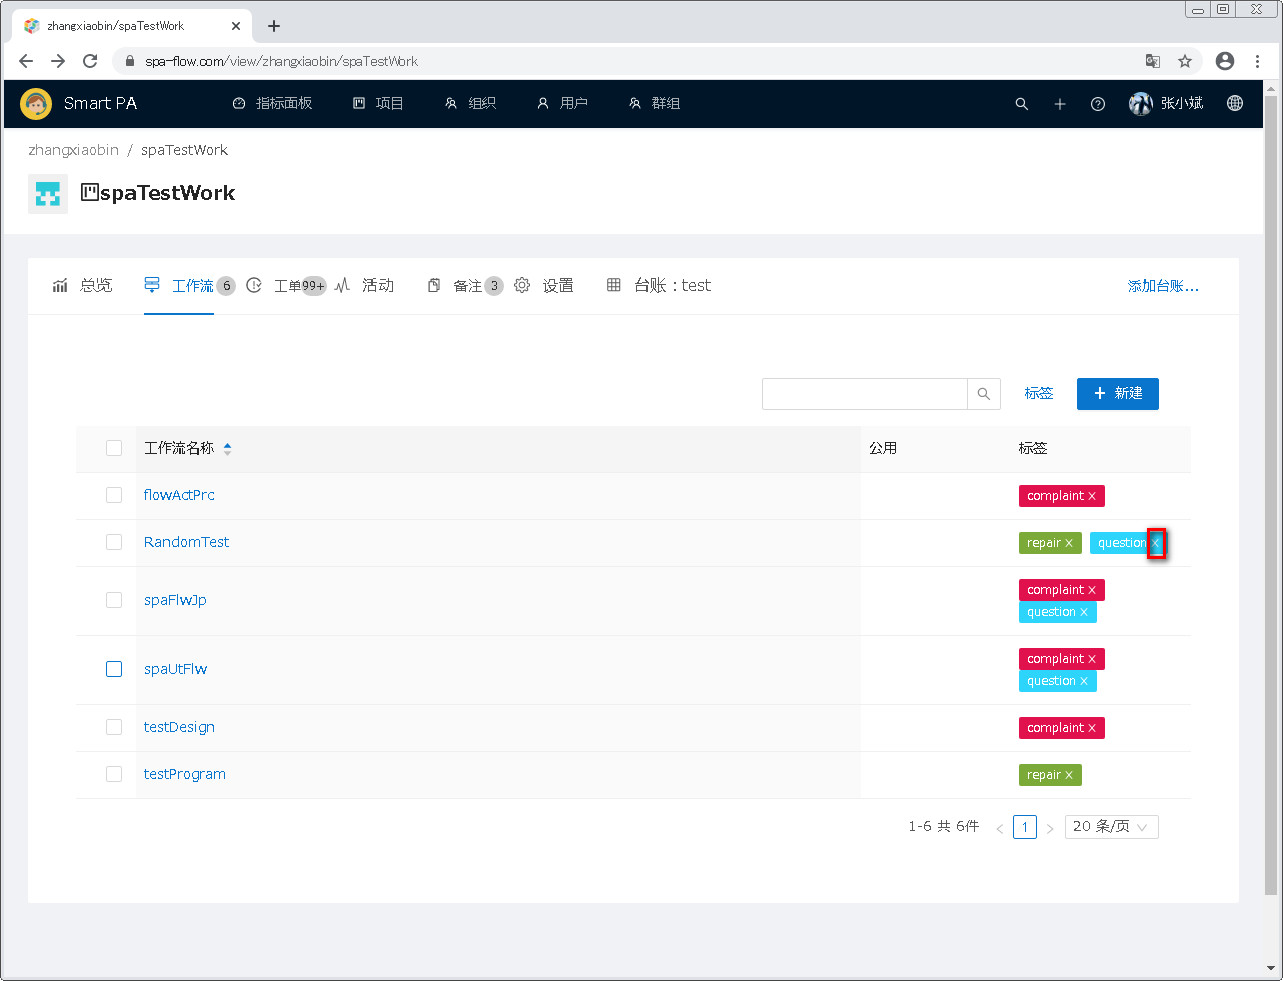 zhangxiaobin/spaTestWork
spa-flow.com/view/zhangxiaobin/spaTestWork
Smart PA 指标面板 项目 组织 用户 群组 张小斌
zhangxiaobin / spaTestWork
spaTestWork
总览 工作流 6 工单 99+ 活动 备注 3 设置 台账：test 添加台账...
标签 + 新建
工作流名称 公用 标签
flowActPrc complaint X
RandomTest repair X question X
spaFlwJp complaint X
question X
spaUtFlw complaint X
question X
testDesign complaint X
testProgram repair X
1-6 共 6件 < 1 > 20 条/页